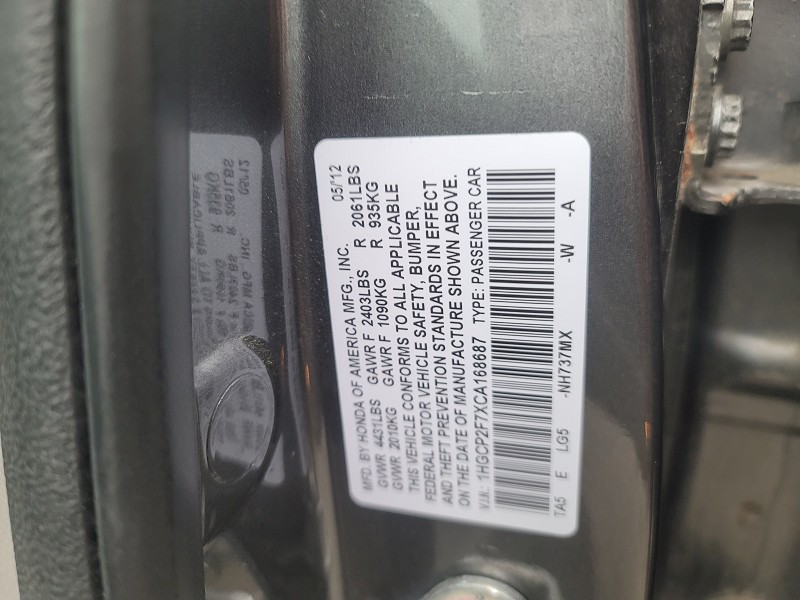 MFD. BY HONDA OF AMERICA MFG., INC. 05/'12
GVWR 4431LBS GAWR F 2403LBS R 2061LBS
GVWR 2010KG GAWR F 1090KG R 935KG
THIS VEHICLE CONFORMS TO ALL APPLICABLE
FEDERAL MOTOR VEHICLE SAFETY, BUMPER,
AND THEFT PREVENTION STANDARDS IN EFFECT
ON THE DATE OF MANUFACTURE SHOWN ABOVE.
V.I.N.: 1HGCP2F7XCA168687 TYPE: PASSENGER CAR
TA5 E LG5 -NH737MX -W -A